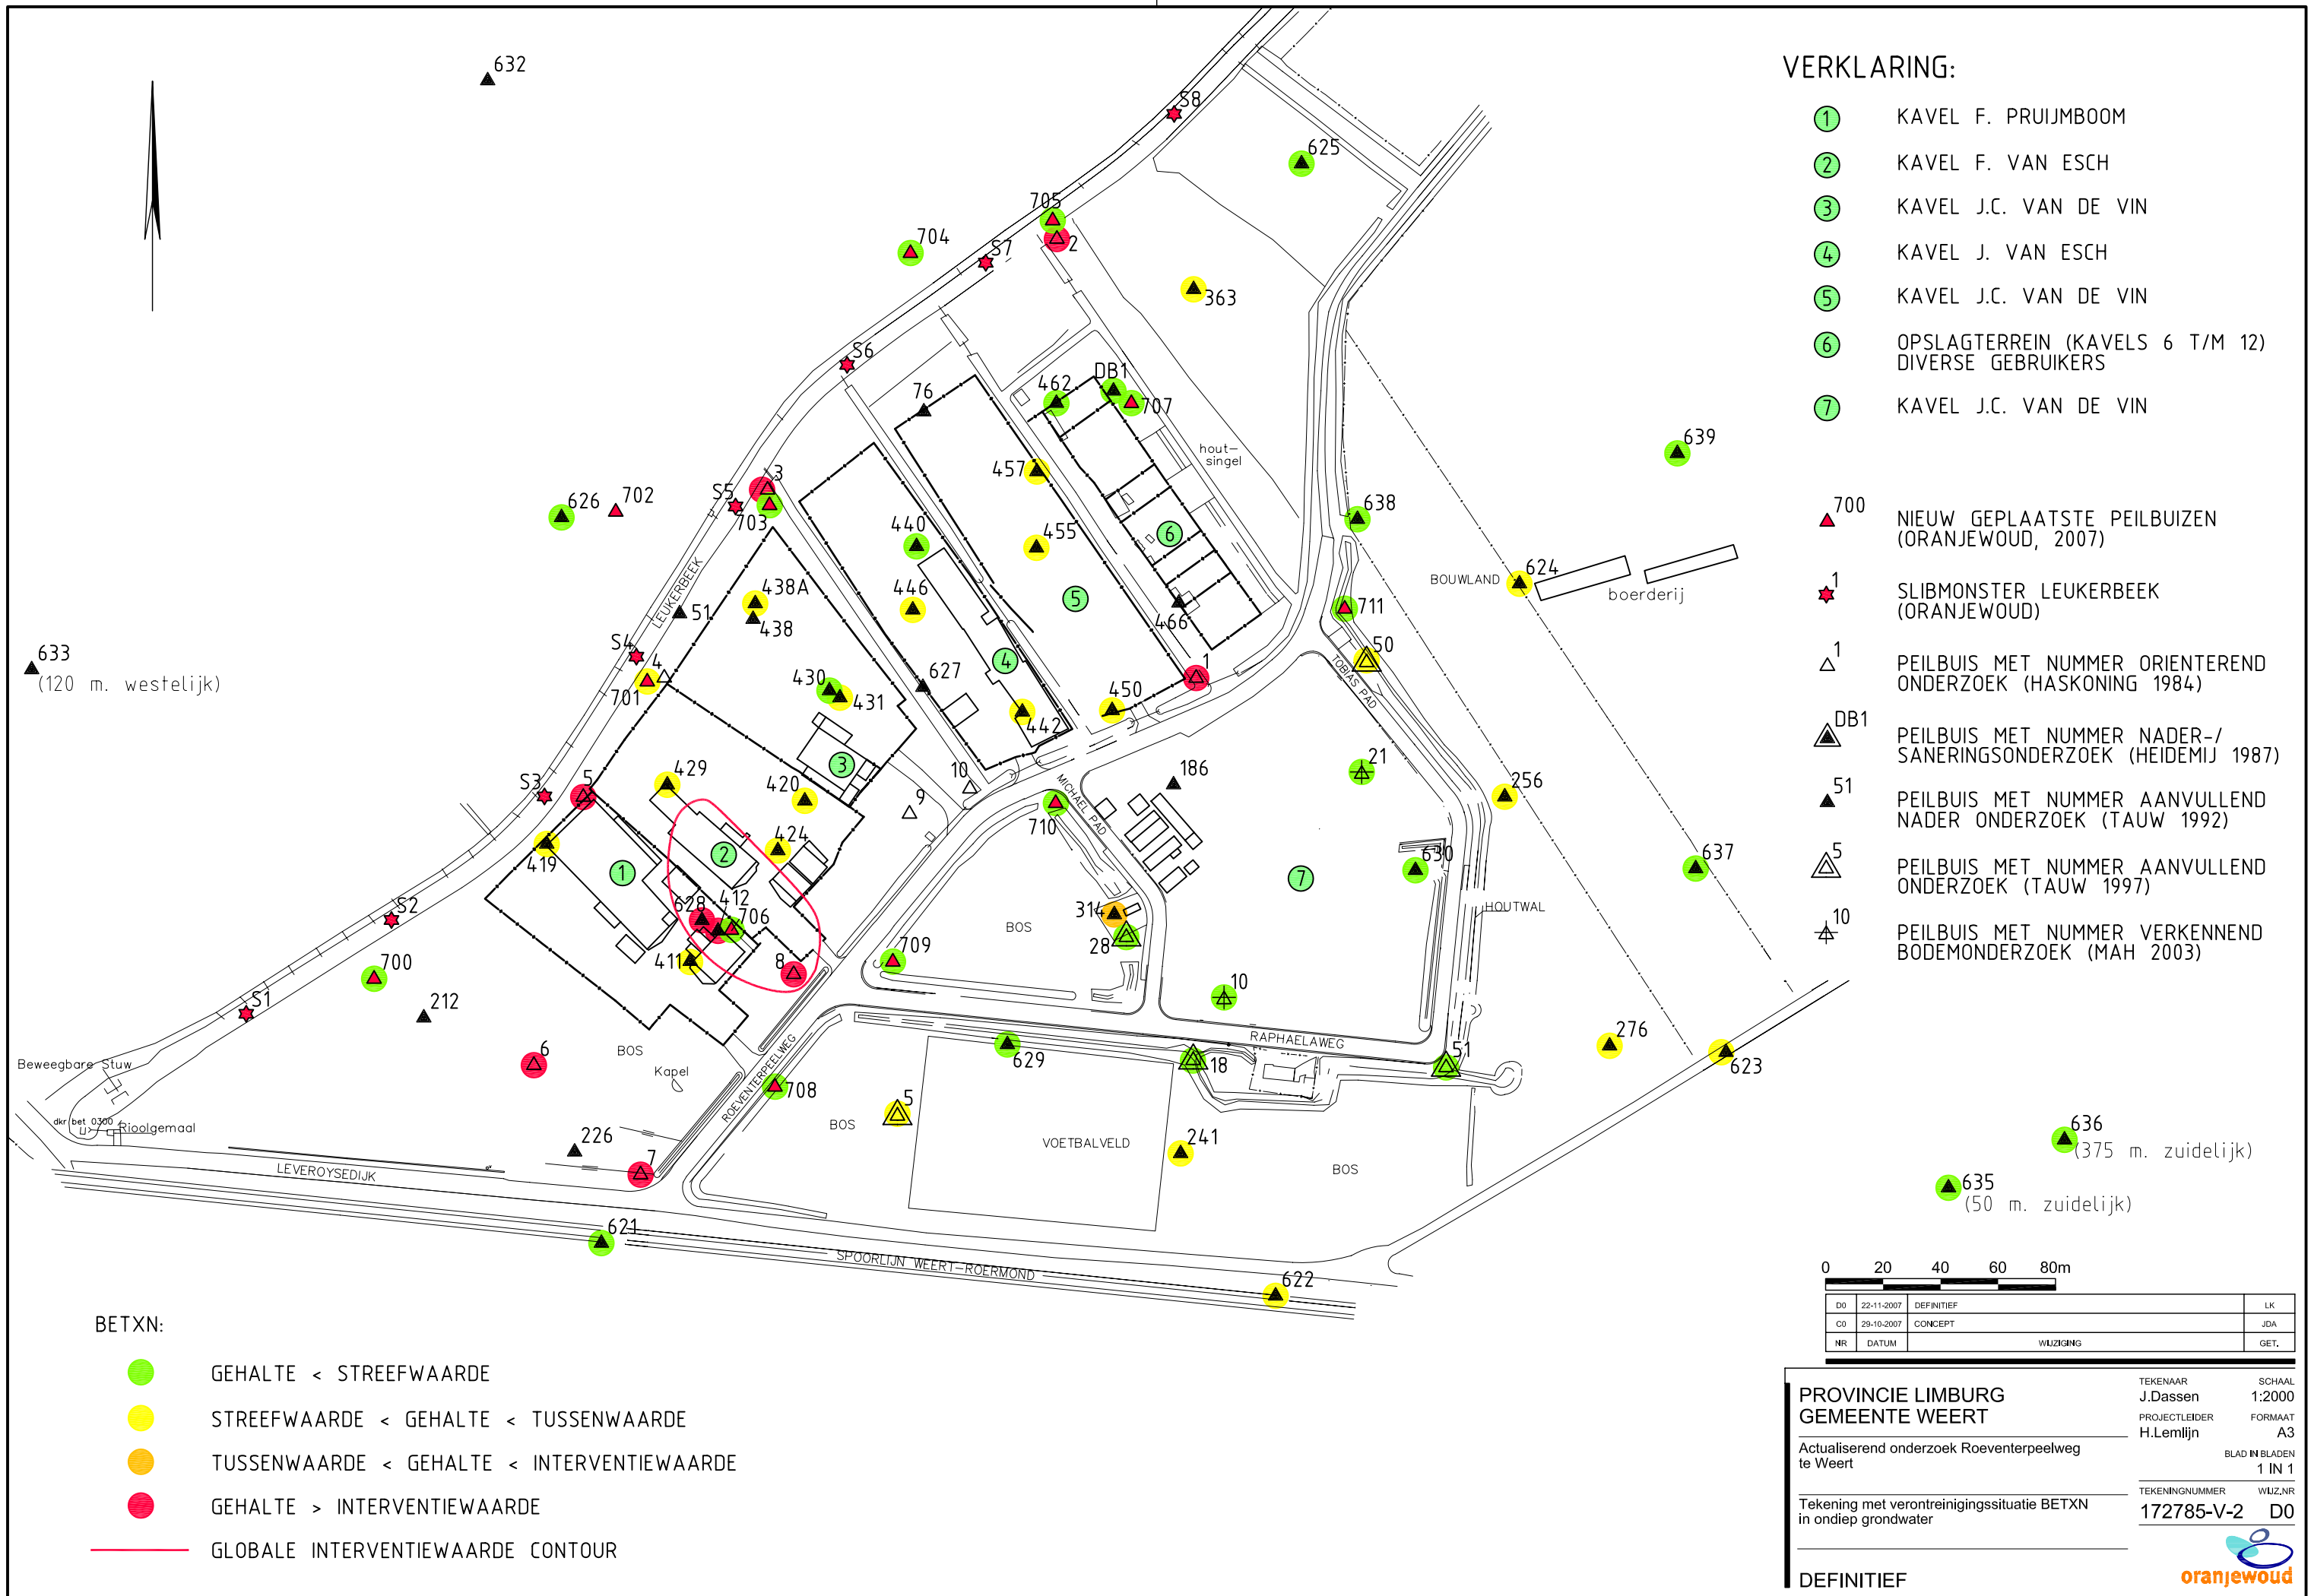 632
S8
625
705
2
704
S7
363
S6
76
462
DB1
707
hout-
singel
457
639
3
S5
703
626
702
440
455
6
638
BOUWLAND
624
boerderij
LEUKERBEEK
438A
438
51
446
5
466
711
50
TOBIAS PAD
633
(120 m. westelijk)
S4
4
701
430
431
627
4
442
450
1
3
10
9
MICHAEL PAD
186
21
256
S3
5
429
420
424
419
2
1
710
7
630
637
HOUTWAL
628
412
706
411
8
S2
700
212
S1
709
BOS
314
28
10
RAPHAELAWEG
629
18
51
276
623
Beweegbare Stuw
6
BOS
Kapel
ROEVENTERPEELWEG
708
5
BOS
VOETBALVELD
241
BOS
dkr bet 0300
Rioolgemaal
226
7
LEVEROYSEDIJK
621
SPOORLIJN WEERT-ROERMOND
622
636
(375 m. zuidelijk)
635
(50 m. zuidelijk)
VERKLARING:
1 KAVEL F. PRUIJMBOOM
2 KAVEL F. VAN ESCH
3 KAVEL J.C. VAN DE VIN
4 KAVEL J. VAN ESCH
5 KAVEL J.C. VAN DE VIN
6 OPSLAGTERREIN (KAVELS 6 T/M 12)
DIVERSE GEBRUIKERS
7 KAVEL J.C. VAN DE VIN
700 NIEUW GEPLAATSTE PEILBUIZEN
(ORANJEWOUD, 2007)
1 SLIBMONSTER LEUKERBEEK
(ORANJEWOUD)
1 PEILBUIS MET NUMMER ORIENTEREND
ONDERZOEK (HASKONING 1984)
DB1 PEILBUIS MET NUMMER NADER-/
SANERINGSONDERZOEK (HEIDEMIJ 1987)
51 PEILBUIS MET NUMMER AANVULLEND
NADER ONDERZOEK (TAUW 1992)
5 PEILBUIS MET NUMMER AANVULLEND
ONDERZOEK (TAUW 1997)
10 PEILBUIS MET NUMMER VERKENNEND
BODEMONDERZOEK (MAH 2003)
BETXN:
GEHALTE < STREEFWAARDE
STREEFWAARDE < GEHALTE < TUSSENWAARDE
TUSSENWAARDE < GEHALTE < INTERVENTIEWAARDE
GEHALTE > INTERVENTIEWAARDE
GLOBALE INTERVENTIEWAARDE CONTOUR
0 20 40 60 80m
D0 22-11-2007 DEFINITIEF LK
C0 29-10-2007 CONCEPT JDA
NR DATUM WIJZIGING GET.
PROVINCIE LIMBURG
GEMEENTE WEERT
Actualiserend onderzoek Roeventerpeelweg
te Weert
Tekening met verontreinigingssituatie BETXN
in ondiep grondwater
DEFINITIEF
TEKENAAR SCHAAL
J.Dassen 1:2000
PROJECTLEIDER FORMAAT
H.Lemlijn A3
BLAD IN BLADEN
1 IN 1
TEKENINGNUMMER WIJZ.NR
172785-V-2 D0
oranjewoud